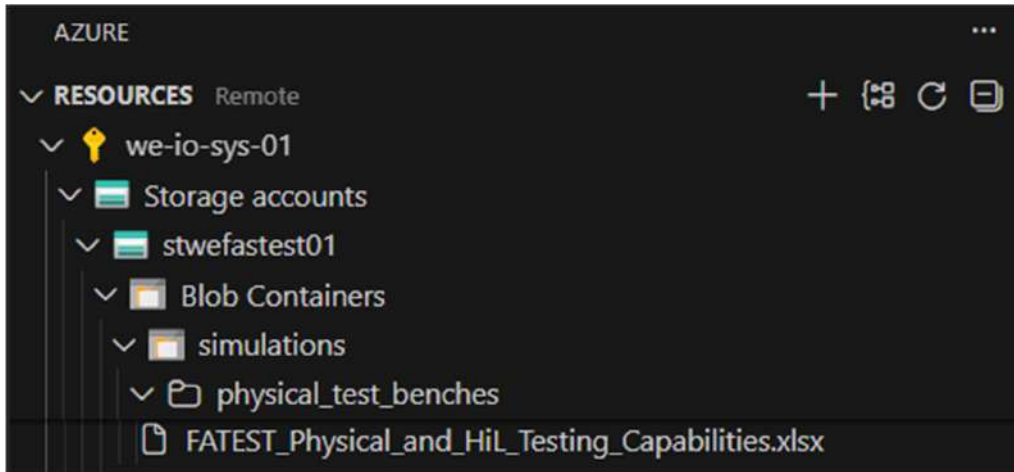 AZURE
RESOURCES Remote
we-io-sys-01
Storage accounts
stwefastest01
Blob Containers
simulations
physical_test_benches
FATEST_Physical_and_HiL_Testing_Capabilities.xlsx